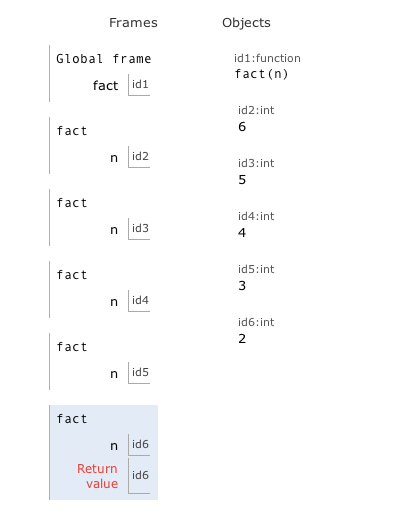 Frames
Objects
Global frame
fact id1
fact
n id2
fact
n id3
fact
n id4
fact
n id5
fact
n id6
Return
value id6
id1:function
fact(n)
id2:int
6
id3:int
5
id4:int
4
id5:int
3
id6:int
2